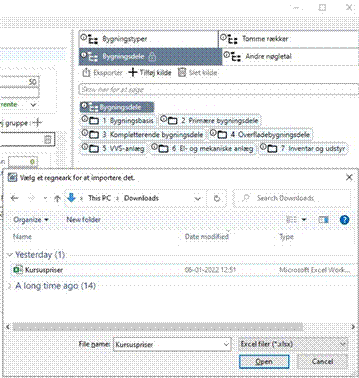 Bygningstyper
Tomme rækker
Bygningsdele
Andre nøgletal
Eksporter
Tilføj kilde
Slet kilde
Skriv her for at søge
Bygningsdele
1 Bygningsbasis
2 Primære bygningsdele
3 Kompletterende bygningsdele
4 Overfladebygningsdele
5 VVS-anlæg
6 El- og mekaniske anlæg
7 Inventar og udstyr
50
rente
j gruppe:
0
Vælg et regneark for at importere det.
This PC
Downloads
Search Downloads
Organize
New folder
Name
Date modified
Type
Yesterday (1)
Kursuspriser
06-01-2022 12:51
Microsoft Excel Work...
A long time ago (14)
File name:
Kursuspriser
Excel filer (*.xlsx)
Open
Cancel